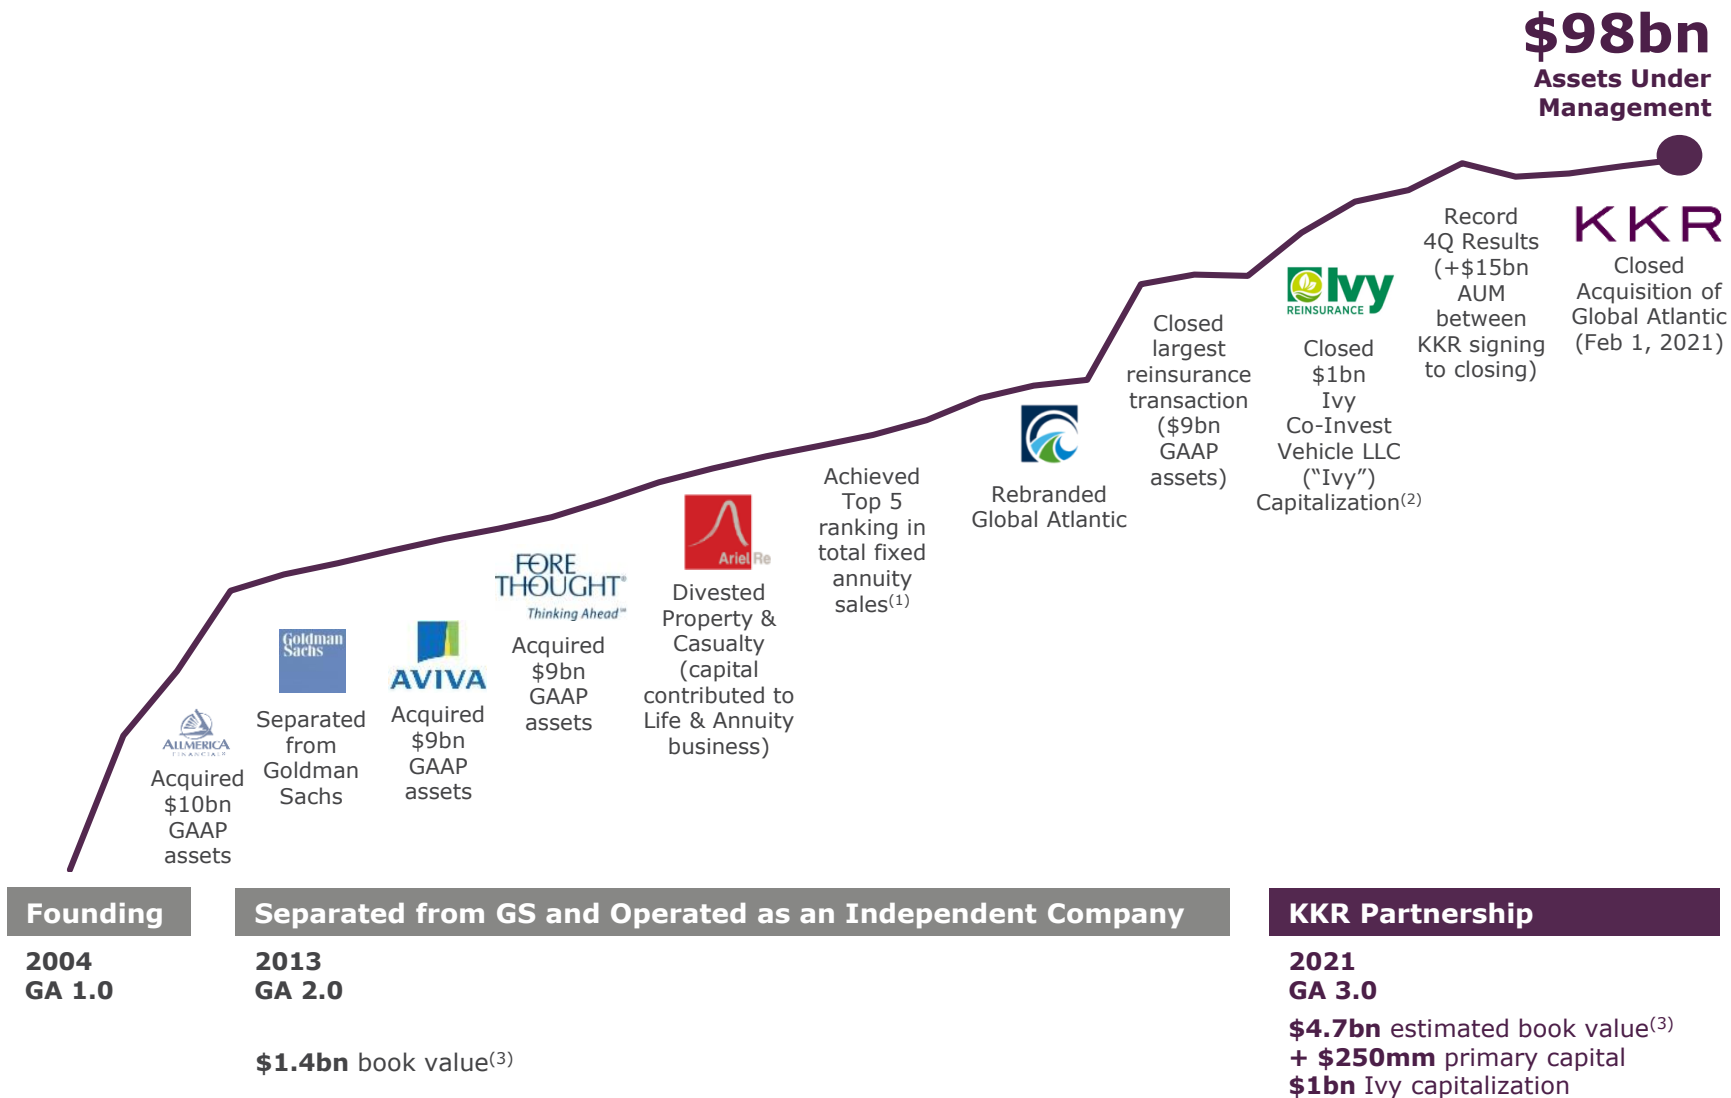 $98bn
Assets Under
Management
ALLMERICA
FINANCIAL®
Acquired
$10bn
GAAP
assets
Goldman
Sachs
Separated
from
Goldman
Sachs
AVIVA
Acquired
$9bn
GAAP
assets
FORE
THOUGHT®
Thinking Ahead℠
Acquired
$9bn
GAAP
assets
Ariel Re
Divested
Property &
Casualty
(capital
contributed to
Life & Annuity
business)
Achieved
Top 5
ranking in
total fixed
annuity
sales(1)
Rebranded
Global Atlantic
Closed
largest
reinsurance
transaction
($9bn
GAAP
assets)
Ivy
REINSURANCE
Closed
$1bn
Ivy
Co-Invest
Vehicle LLC
(“Ivy”)
Capitalization(2)
Record
4Q Results
(+$15bn
AUM
between
KKR signing
to closing)
KKR
Closed
Acquisition of
Global Atlantic
(Feb 1, 2021)
Founding
2004
GA 1.0
Separated from GS and Operated as an Independent Company
2013
GA 2.0
$1.4bn book value(3)
KKR Partnership
2021
GA 3.0
$4.7bn estimated book value(3)
+ $250mm primary capital
$1bn Ivy capitalization